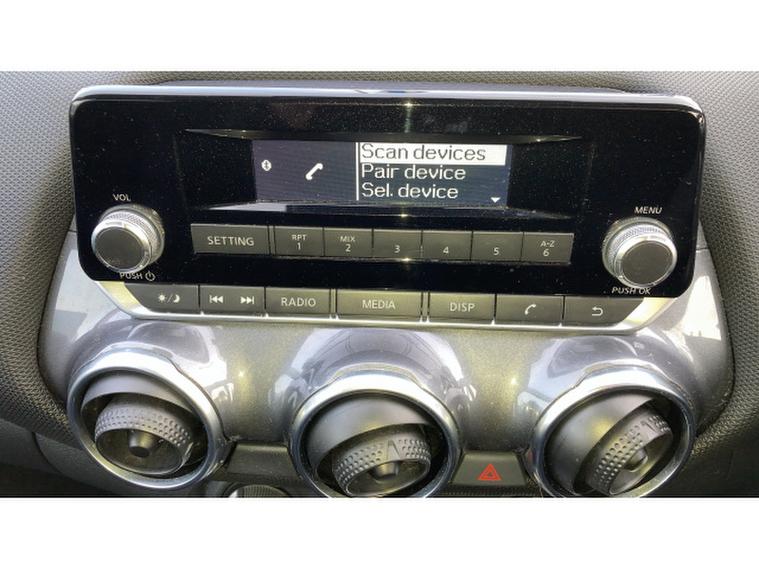 Scan devices
Pair device
Sel. device
VOL
MENU
SETTING
RPT
1
MIX
2
3
4
5
A-Z
6
PUSH
PUSH OK
RADIO
MEDIA
DISP